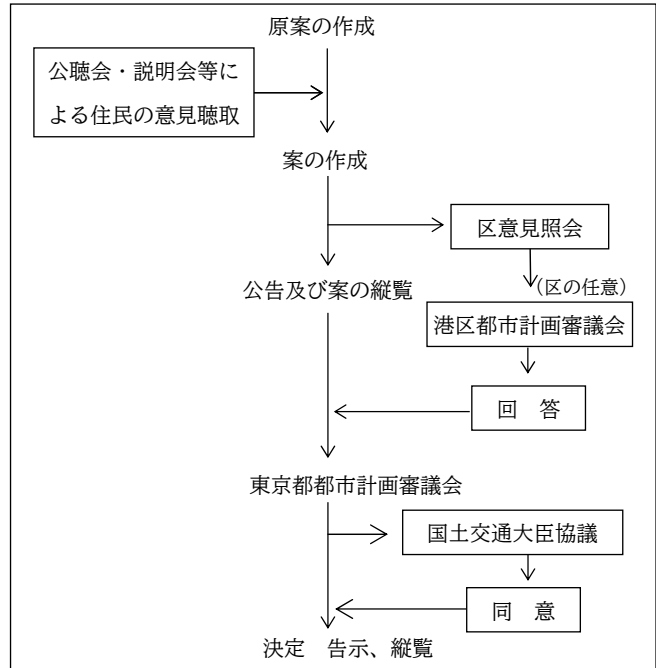 原案の作成
公聴会・説明会等に
よる住民の意見聴取
案の作成
区意見照会
（区の任意）
公告及び案の縦覧
港区都市計画審議会
回　答
東京都都市計画審議会
国土交通大臣協議
同　意
決定　告示、縦覧